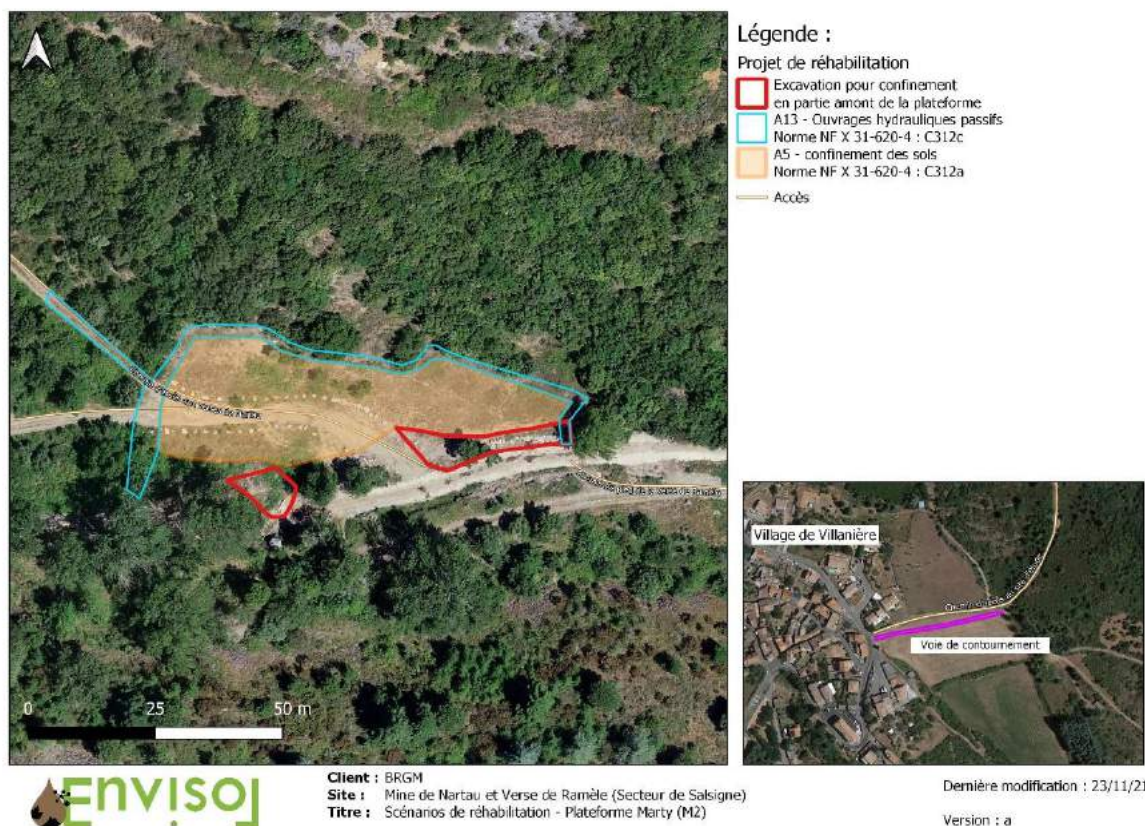 Légende :
Projet de réhabilitation
Excavation pour confinement
en partie amont de la plateforme
A13 - Ouvrages hydrauliques passifs
Norme NF X 31-620-4 : C312c
A5 - confinement des sols
Norme NF X 31-620-4 : C312a
Accès
0 25 50 m
Village de Villanière
Voie de contournement
Envisol
Client : BRGM
Site : Mine de Nartau et Verse de Ramèle (Secteur de Salsigne)
Titre : Scénarios de réhabilitation - Plateforme Marty (M2)
Dernière modification : 23/11/21
Version : a